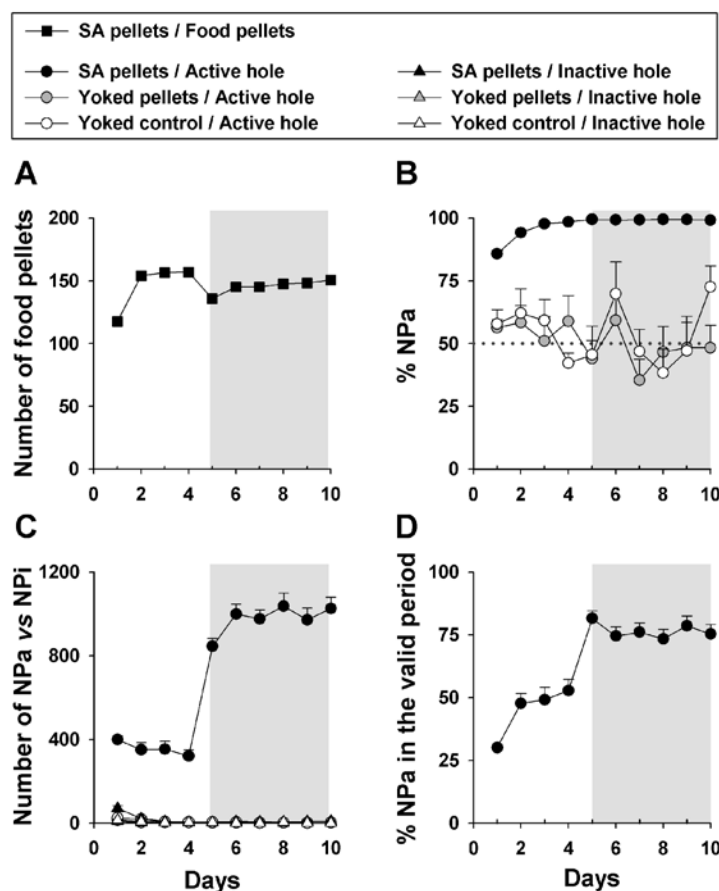 SA pellets / Food pellets
SA pellets / Active hole SA pellets / Inactive hole
Yoked pellets / Active hole Yoked pellets / Inactive hole
Yoked control / Active hole Yoked control / Inactive hole
A
Number of food pellets
200
150
100
50
0
0 2 4 6 8 10
B
% NPa
100
75
50
25
0
0 2 4 6 8 10
C
Number of NPa vs NPi
1200
800
400
0
0 2 4 6 8 10
Days
D
% NPa in the valid period
100
75
50
25
0
0 2 4 6 8 10
Days